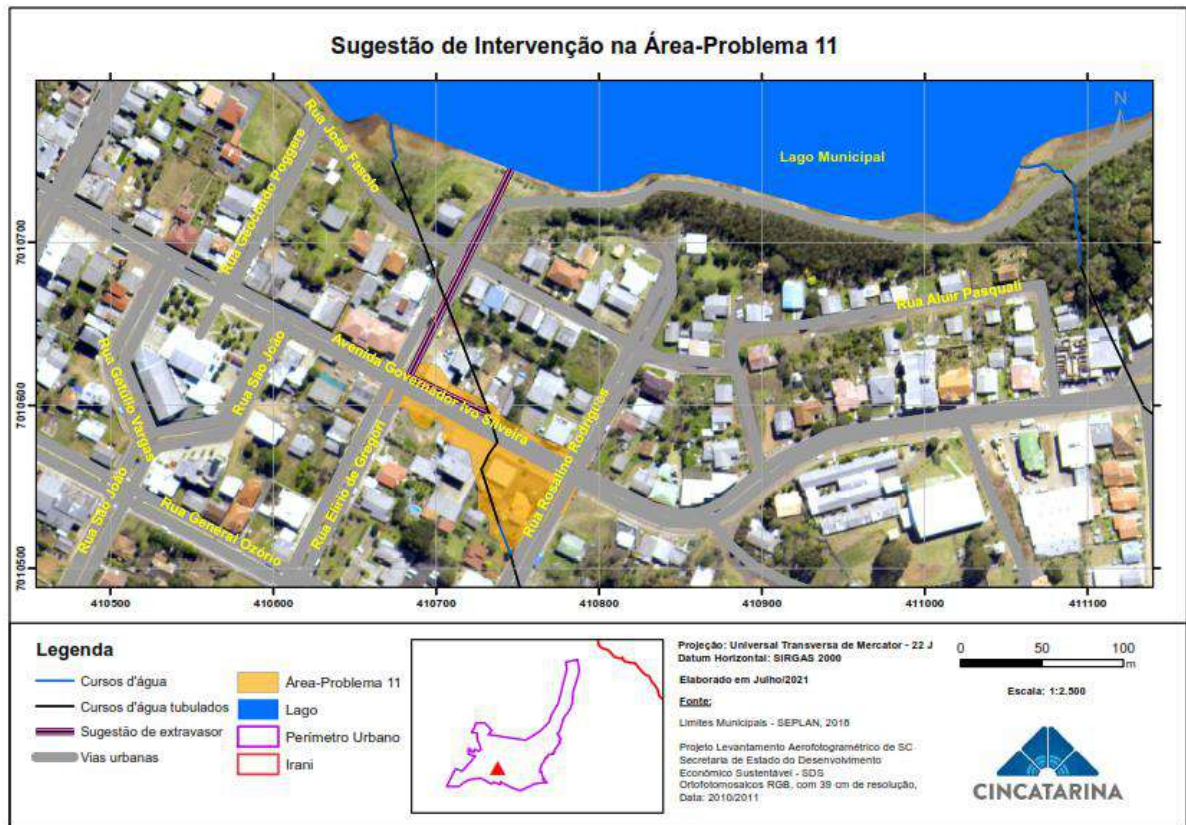 Sugestão de Intervenção na Área-Problema 11
N
Lago Municipal
Rua José Fasolo
Rua Geocondo Poggere
7010700
Rua Aluir Pasquali
Avenida Governador Ivo Silveira
Rua São João
Rua Getúlio Vargas
7010600
Rua Rosalino Rodrigues
Rua Elírio de Gregori
Rua São João
Rua General Ozório
7010500
410500
410600
410700
410800
410900
411000
411100
Legenda
Cursos d'água
Cursos d'água tubulados
Sugestão de extravasor
Vias urbanas
Área-Problema 11
Lago
Perímetro Urbano
Irani
Projeção: Universal Transversa de Mercator - 22 J
Datum Horizontal: SIRGAS 2000
Elaborado em Julho/2021
Fonte:
Limites Municipais - SEPLAN, 2016
Projeto Levantamento Aerofotogramétrico de SC
Secretaria de Estado do Desenvolvimento
Econômico Sustentável - SDS
Ortofotomosaicos RGB, com 39 cm de resolução,
Data: 2010/2011
0 50 100
m
Escala: 1:2.500
CINCATARINA